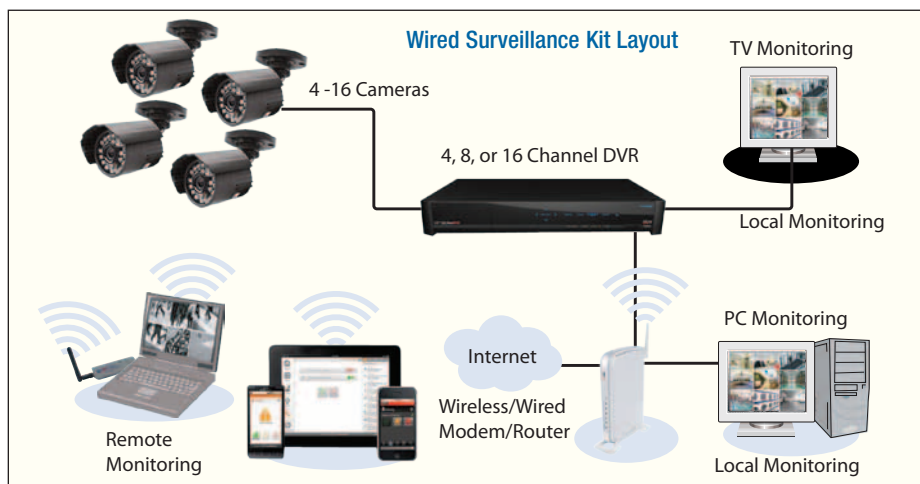 Wired Surveillance Kit Layout
TV Monitoring
4 -16 Cameras
4, 8, or 16 Channel DVR
Local Monitoring
PC Monitoring
Internet
Wireless/Wired
Modem/Router
Remote
Monitoring
Local Monitoring